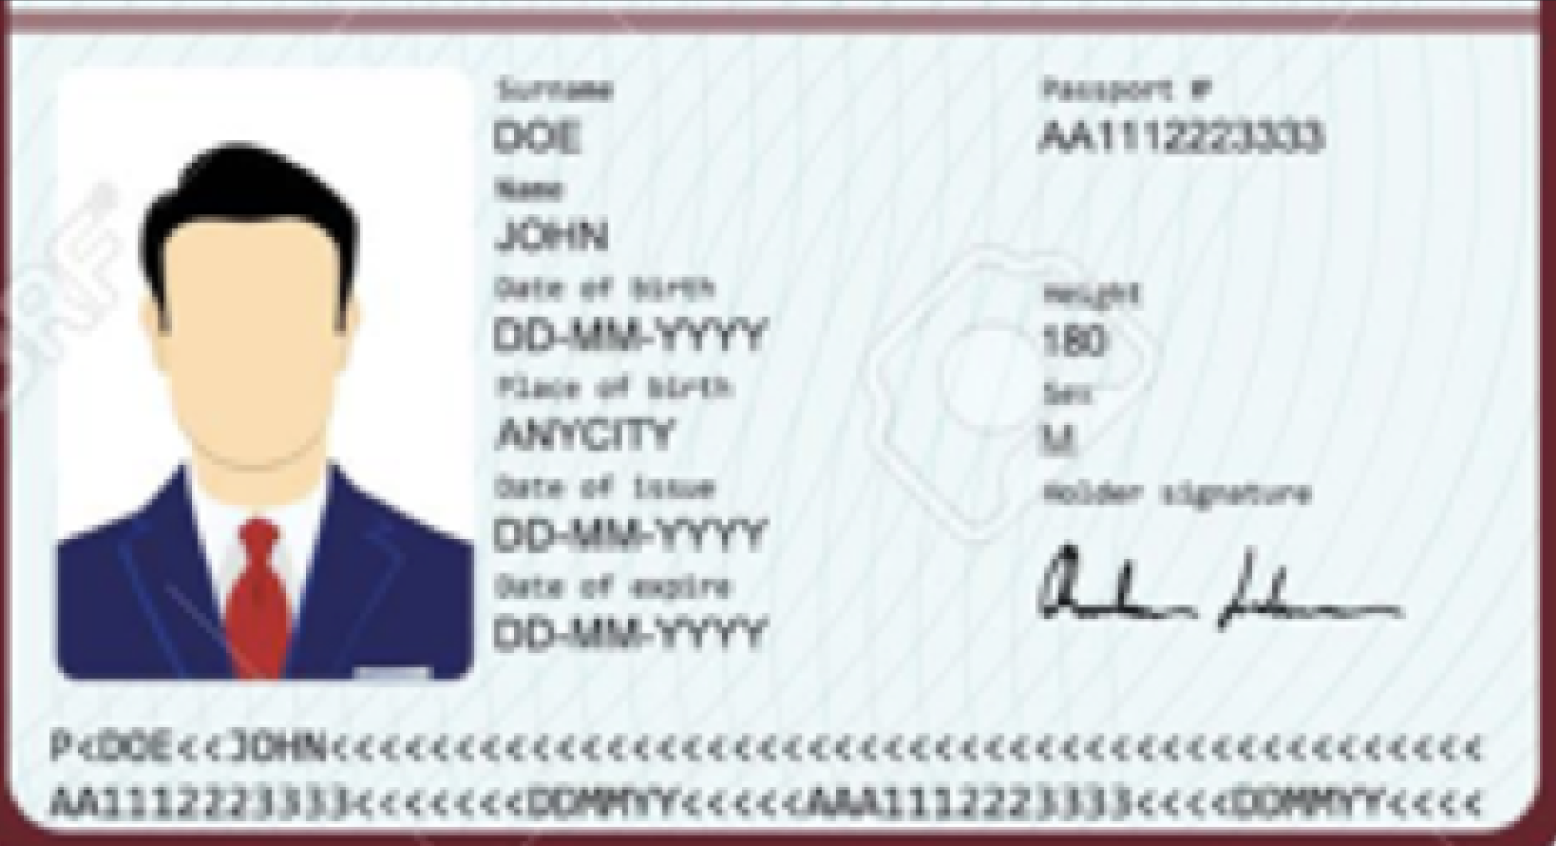 Surname
DOE
Name
JOHN
Date of birth
DD-MM-YYYY
Place of birth
ANYCITY
Date of issue
DD-MM-YYYY
Date of expire
DD-MM-YYYY
Passport №
AA1112223333
Height
180
Sex
M
Holder signature
P<DOE<<JOHN<<<<<<<<<<<<<<<<<<<<<<<<<<<<<<<<<<<<<<<<<<<<
AA1112223333<<<<<<<DDMMYY<<<<<AAA1112223333<<<<DDMMYY<<<<